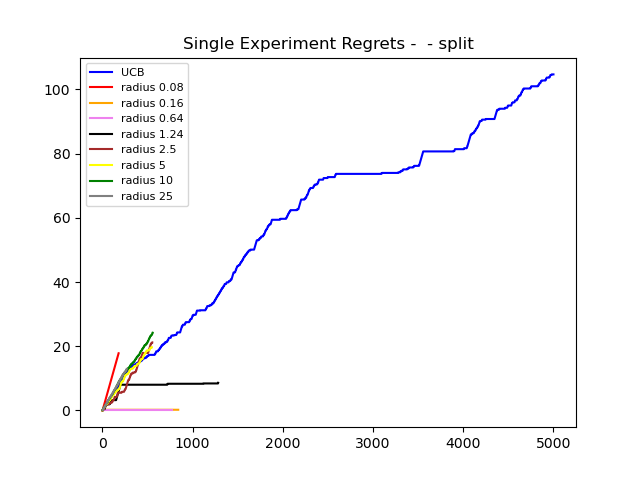 Single Experiment Regrets -  - split
UCB
radius 0.08
radius 0.16
radius 0.64
radius 1.24
radius 2.5
radius 5
radius 10
radius 25
100
80
60
40
20
0
0 1000 2000 3000 4000 5000